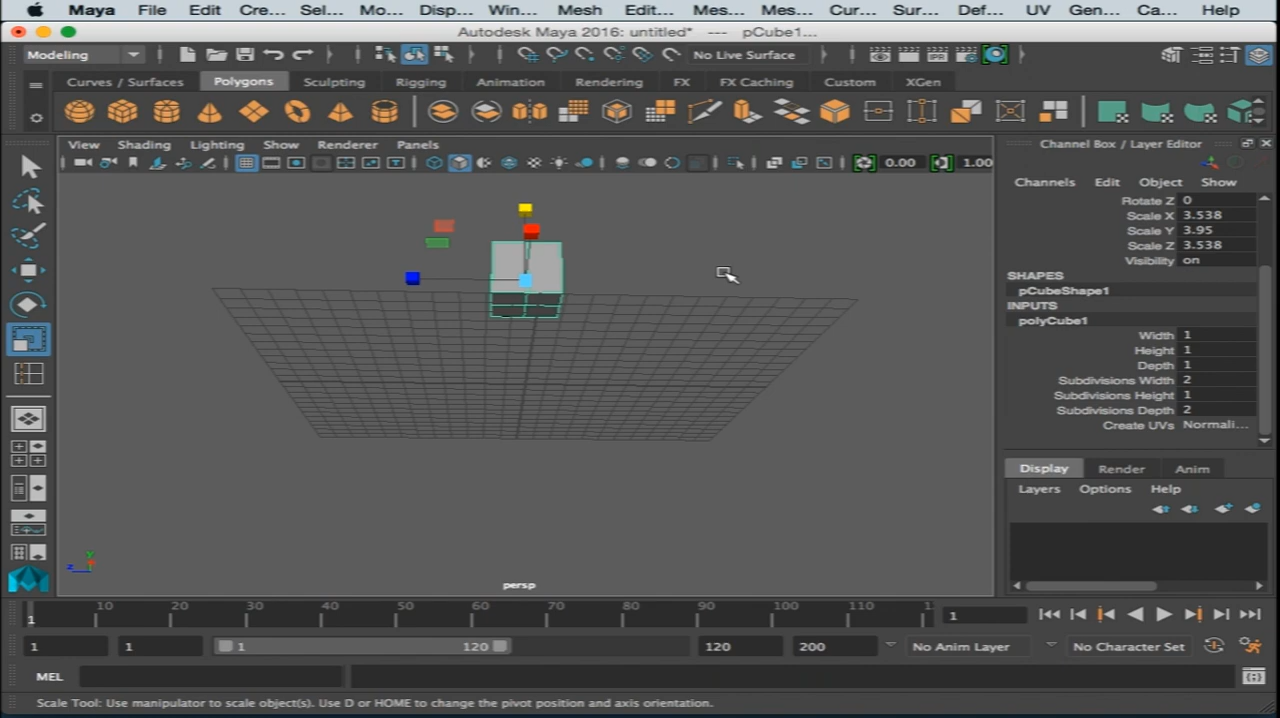 Maya File Edit Cre... Sel... Mo... Disp... Win... Mesh Edit... Mes... Mes... Cur... Sur... Def... UV Gen... Ca... Help
Autodesk Maya 2016: untitled* --- pCube1...
Modeling No Live Surface
Curves / Surfaces Polygons Sculpting Rigging Animation Rendering FX FX Caching Custom XGen
View Shading Lighting Show Renderer Panels
0.00 1.00
Channel Box / Layer Editor
Channels Edit Object Show
Rotate Z 0
Scale X 3.538
Scale Y 3.95
Scale Z 3.538
Visibility on
SHAPES
pCubeShape1
INPUTS
polyCube1
Width 1
Height 1
Depth 1
Subdivisions Width 2
Subdivisions Height 1
Subdivisions Depth 2
Create UVs Normali...
Display Render Anim
Layers Options Help
y
z
persp
1 10 20 30 40 50 60 70 80 90 100 110 1
1
1 1 1 120 120 200 No Anim Layer No Character Set
MEL
Scale Tool: Use manipulator to scale object(s). Use D or HOME to change the pivot position and axis orientation.